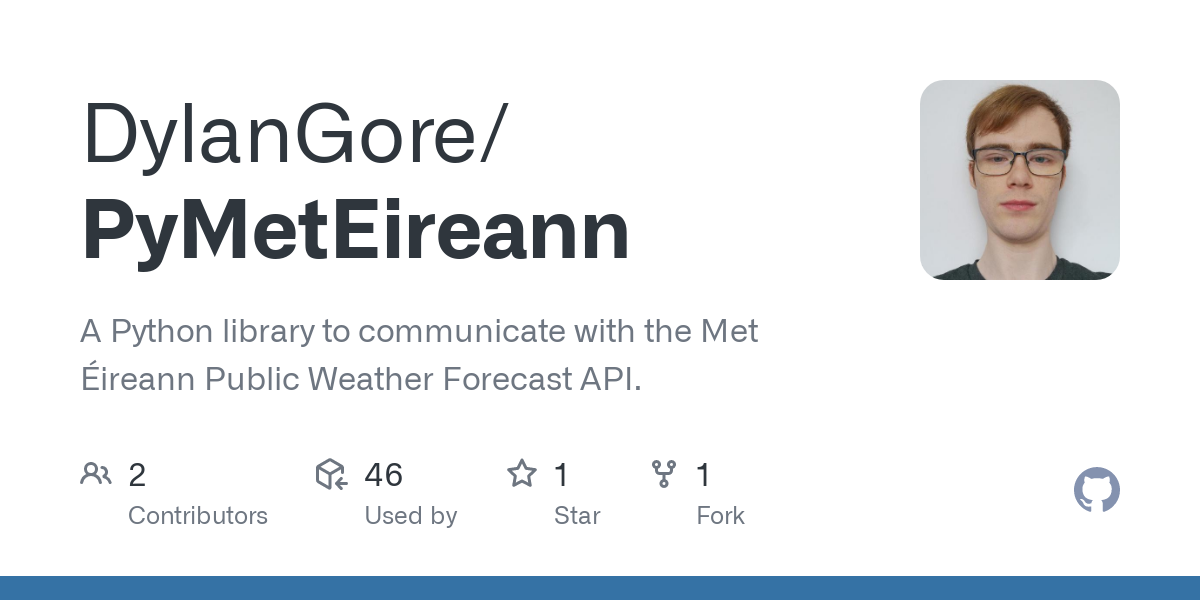 DylanGore/
PyMetEireann
A Python library to communicate with the Met
Éireann Public Weather Forecast API.
2
Contributors
46
Used by
1
Star
1
Fork